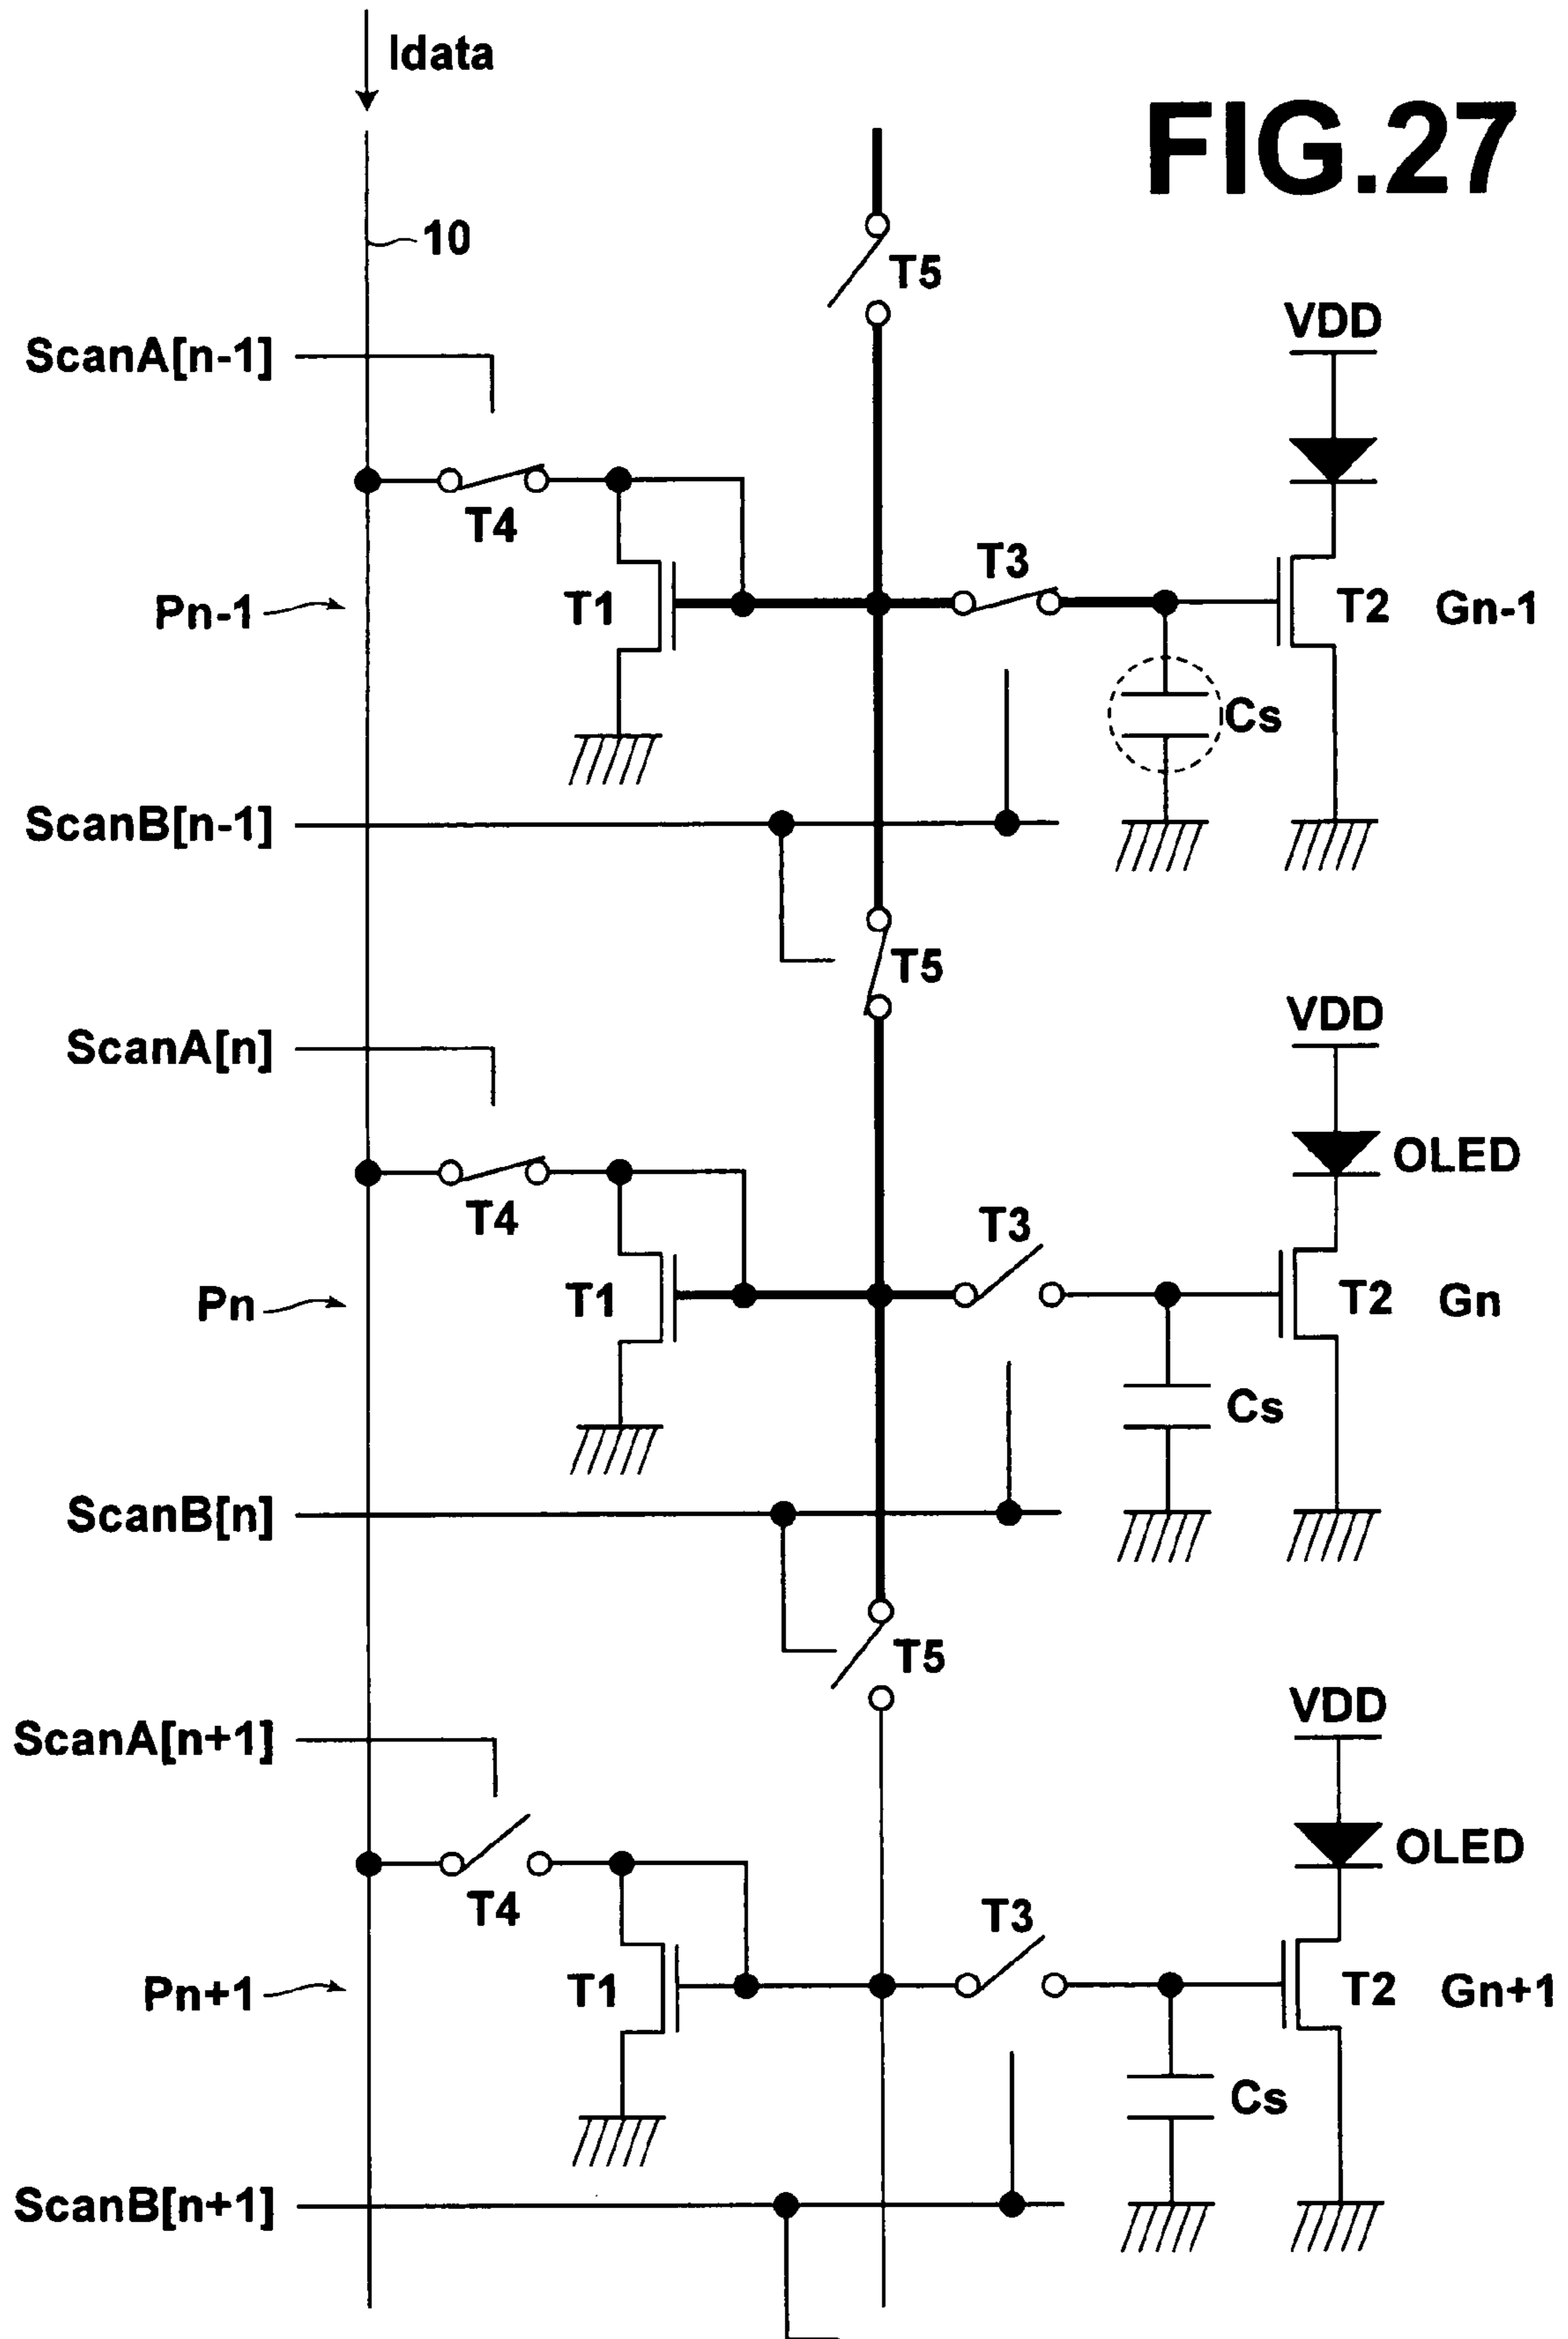 Idata
FIG.27
10
T5
VDD
ScanA[n-1]
T4
T3
Pn-1
T1
T2
Gn-1
Cs
ScanB[n-1]
T5
VDD
ScanA[n]
OLED
T4
T3
Pn
T1
T2
Gn
Cs
ScanB[n]
T5
VDD
ScanA[n+1]
OLED
T4
T3
Pn+1
T1
T2
Gn+1
Cs
ScanB[n+1]